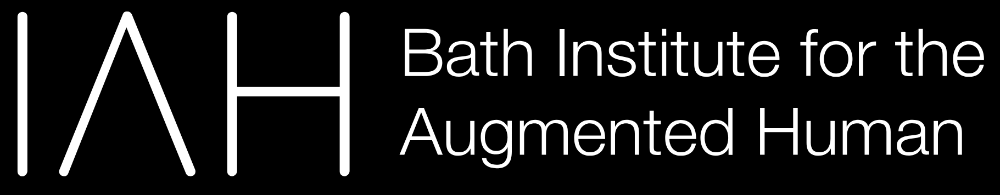 IAH
Bath Institute for the
Augmented Human